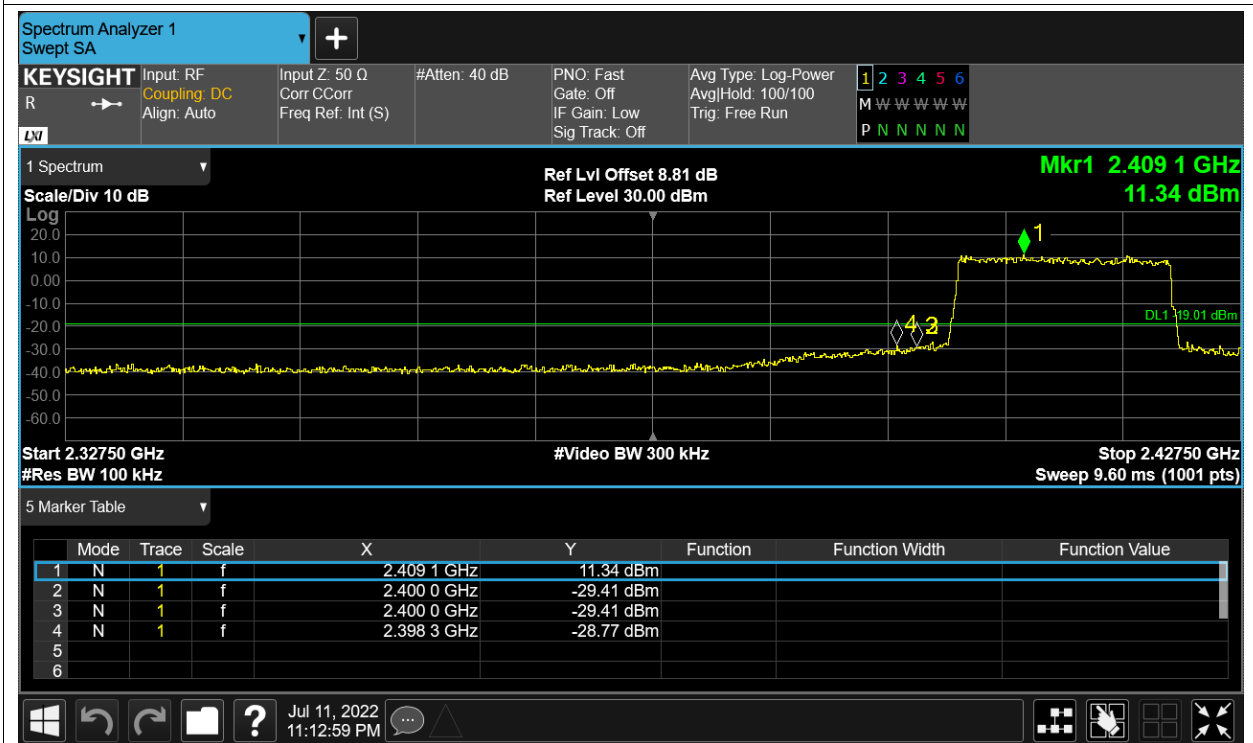 Spectrum Analyzer 1
Swept SA
+
KEYSIGHT
R
LXI
Input: RF
Coupling: DC
Align: Auto
Input Z: 50 Ω
Corr CCorr
Freq Ref: Int (S)
#Atten: 40 dB
PNO: Fast
Gate: Off
IF Gain: Low
Sig Track: Off
Avg Type: Log-Power
Avg|Hold: 100/100
Trig: Free Run
1 2 3 4 5 6
M W W W W W
P N N N N N
1 Spectrum
Scale/Div 10 dB
Ref Lvl Offset 8.81 dB
Ref Level 30.00 dBm
Mkr1 2.409 1 GHz
11.34 dBm
Log
20.0
10.0
0.00
-10.0
-20.0
-30.0
-40.0
-50.0
-60.0
1
4 2
DL1 -19.01 dBm
Start 2.32750 GHz
#Res BW 100 kHz
#Video BW 300 kHz
Stop 2.42750 GHz
Sweep 9.60 ms (1001 pts)
5 Marker Table
Mode Trace Scale X Y Function Function Width Function Value
1 N 1 f 2.409 1 GHz 11.34 dBm
2 N 1 f 2.400 0 GHz -29.41 dBm
3 N 1 f 2.400 0 GHz -29.41 dBm
4 N 1 f 2.398 3 GHz -28.77 dBm
5
6
?
Jul 11, 2022
11:12:59 PM